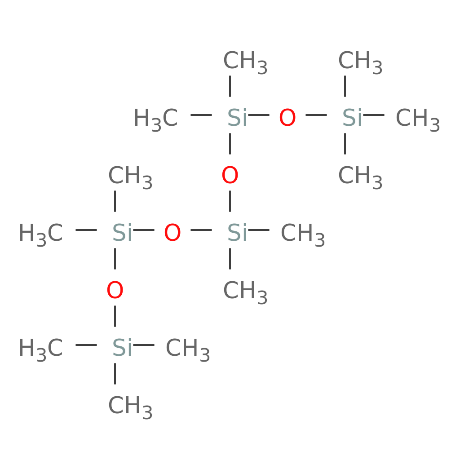 CH₃ CH₃
H₃C Si O Si CH₃
CH₃ O CH₃
H₃C Si O Si CH₃
O CH₃
H₃C Si CH₃
CH₃